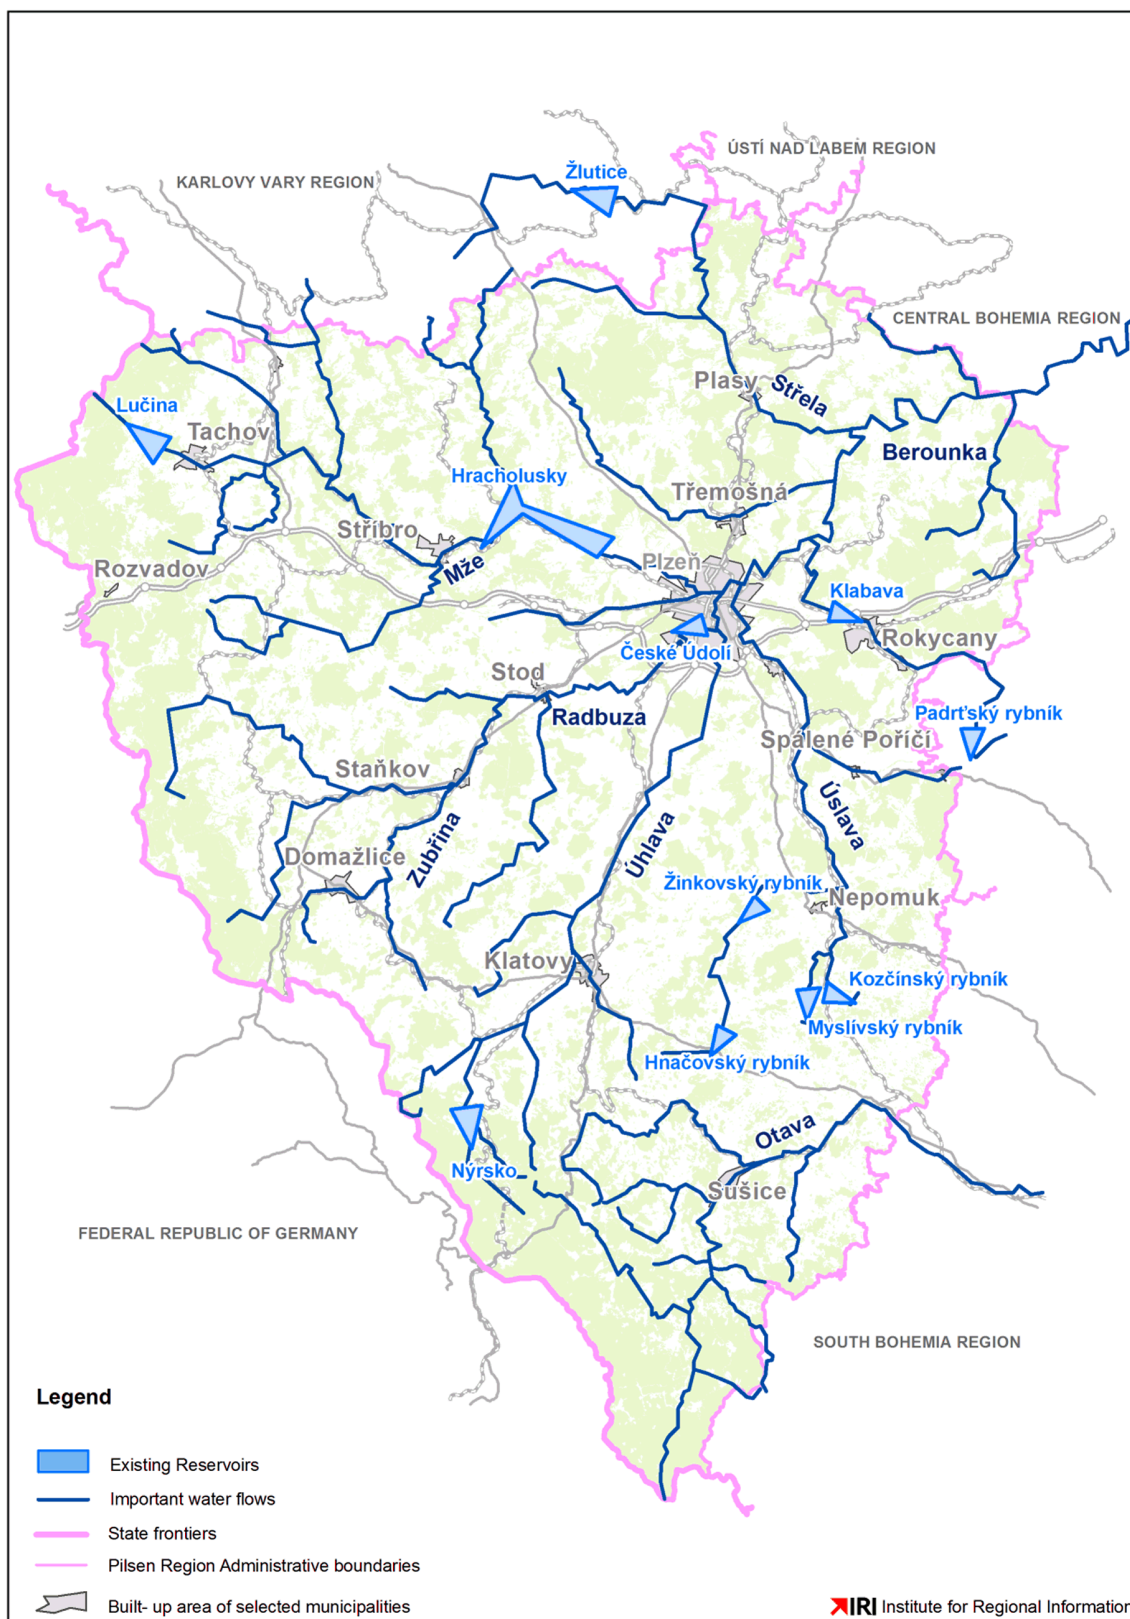 ÚSTÍ NAD LABEM REGION
Žlutice
KARLOVY VARY REGION
CENTRAL BOHEMIA REGION
Plasy
Střela
Lučina
Tachov
Berounka
Hracholusky
Třemošná
Stříbro
Mže
Plzeň
Rozvadov
Klabava
Rokycany
České Údolí
Stod
Radbuza
Padrťský rybník
Spálené Poříčí
Staňkov
Úslava
Zubřina
Úhlava
Domažlice
Žinkovský rybník
Nepomuk
Klatovy
Kozčínský rybník
Myslívský rybník
Hnačovský rybník
Otava
Nýrsko
Sušice
FEDERAL REPUBLIC OF GERMANY
SOUTH BOHEMIA REGION
Legend
Existing Reservoirs
Important water flows
State frontiers
Pilsen Region Administrative boundaries
Built- up area of selected municipalities
IRI Institute for Regional Information